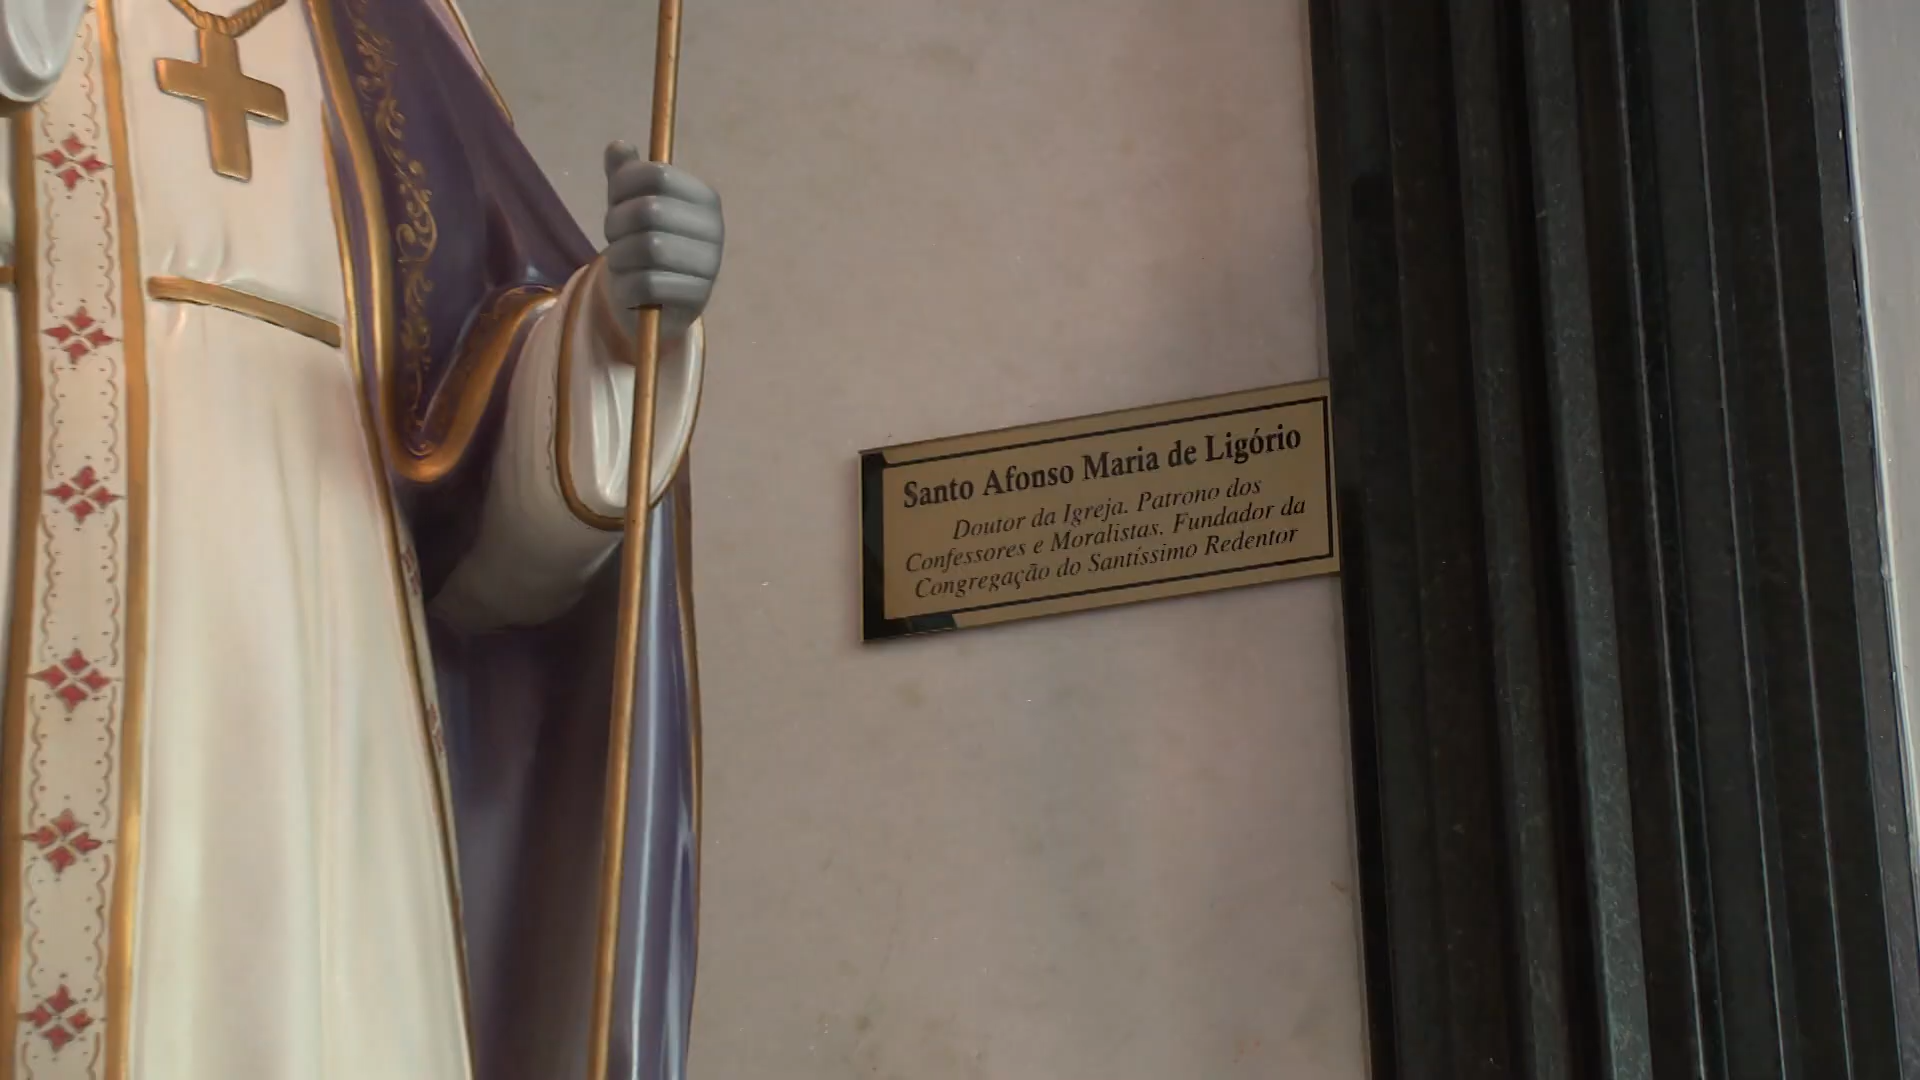 Santo Afonso Maria de Ligório
Doutor da Igreja. Patrono dos
Confessores e Moralistas. Fundador da
Congregação do Santíssimo Redentor